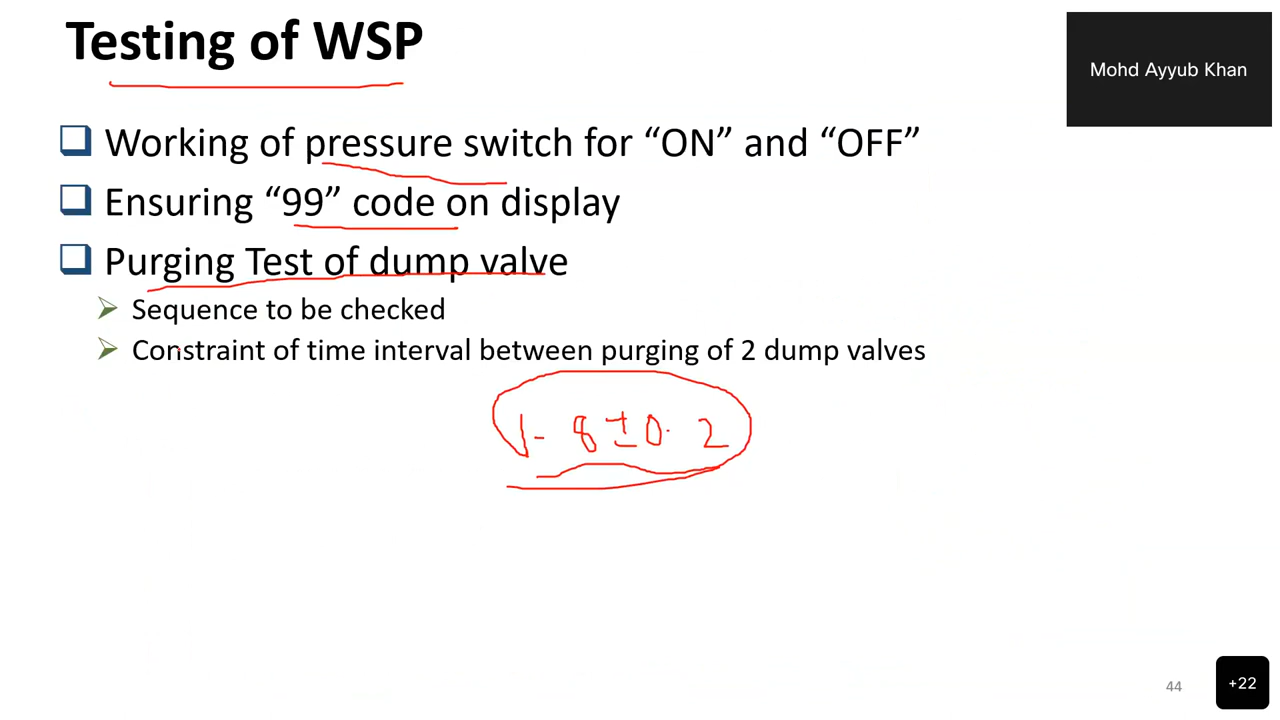 Testing of WSP
Mohd Ayyub Khan
Working of pressure switch for “ON” and “OFF”
Ensuring “99” code on display
Purging Test of dump valve
Sequence to be checked
Constraint of time interval between purging of 2 dump valves
1.8±0.2
44
+22